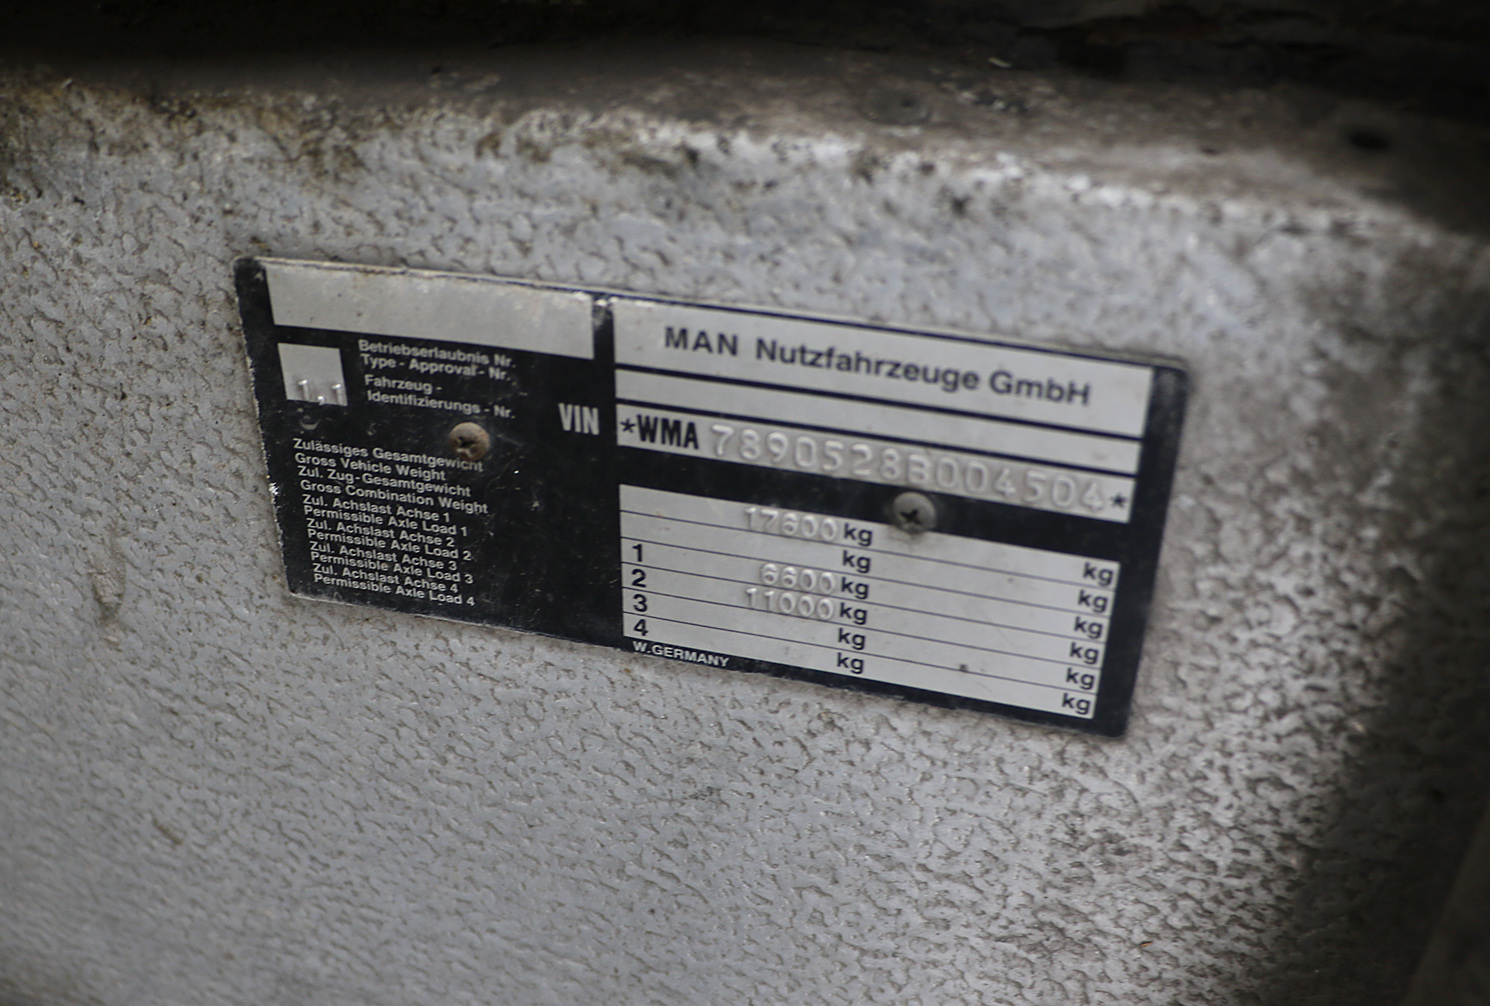 MAN Nutzfahrzeuge GmbH
Betriebserlaubnis Nr.
Type - Approval - Nr.
1,1
Fahrzeug -
Identifizierungs - Nr.
VIN *WMA 7890528B004504*
Zulässiges Gesamtgewicht 17600 kg kg
Gross Vehicle Weight
Zul. Zug-Gesamtgewicht kg kg
Gross Combination Weight
Zul. Achslast Achse 1 1 6600 kg kg
Permissible Axle Load 1
Zul. Achslast Achse 2 2 11000 kg kg
Permissible Axle Load 2
Zul. Achslast Achse 3 3 kg kg
Permissible Axle Load 3
Zul. Achslast Achse 4 4 kg kg
Permissible Axle Load 4
W.GERMANY